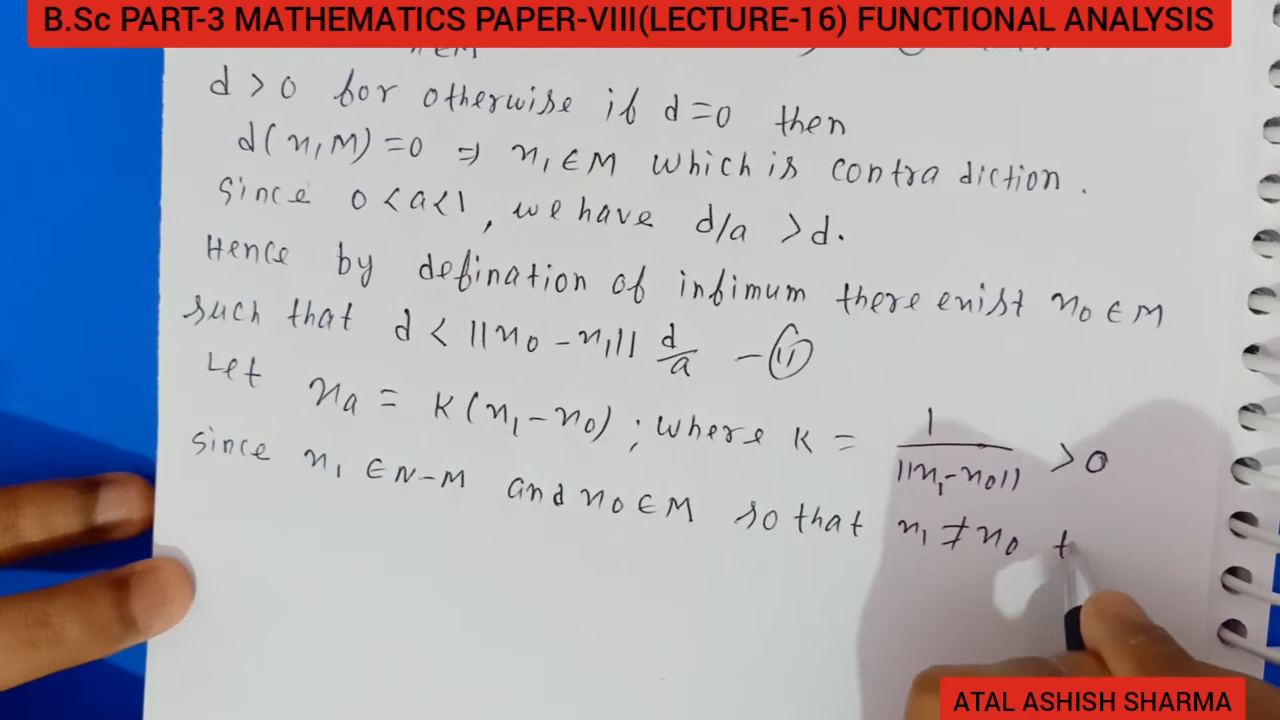 B.Sc PART-3 MATHEMATICS PAPER-VIII(LECTURE-16) FUNCTIONAL ANALYSIS
d > 0 for otherwise if d = 0 then
d(x₁, M) = 0 ⇒ x₁ ∈ M which is contradiction.
Since 0 < a < 1, we have d/a > d.
Hence by defination of infimum there exist x₀ ∈ M
such that d < ||x₀ - x₁|| d/a - (ii)
Let xₐ = K(x₁ - x₀) ; where K = 1/||x₁ - x₀|| > 0
since x₁ ∈ N-M and x₀ ∈ M so that x₁ ≠ x₀
ATAL ASHISH SHARMA